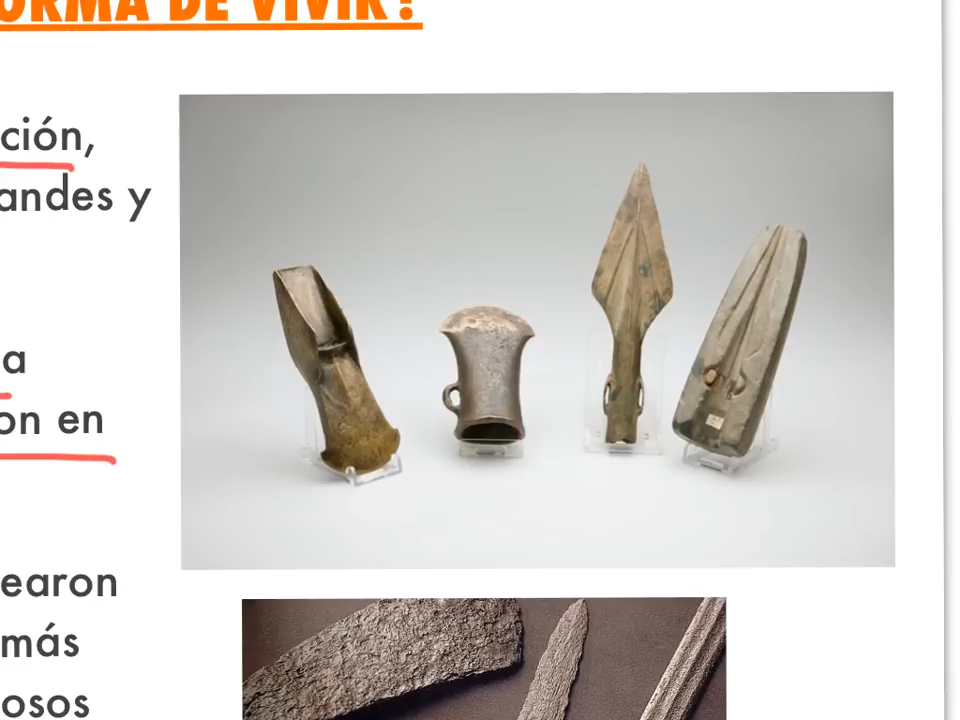 ORMA DE VIVIR?
ción,
andes y
a
on en
earon
más
osos